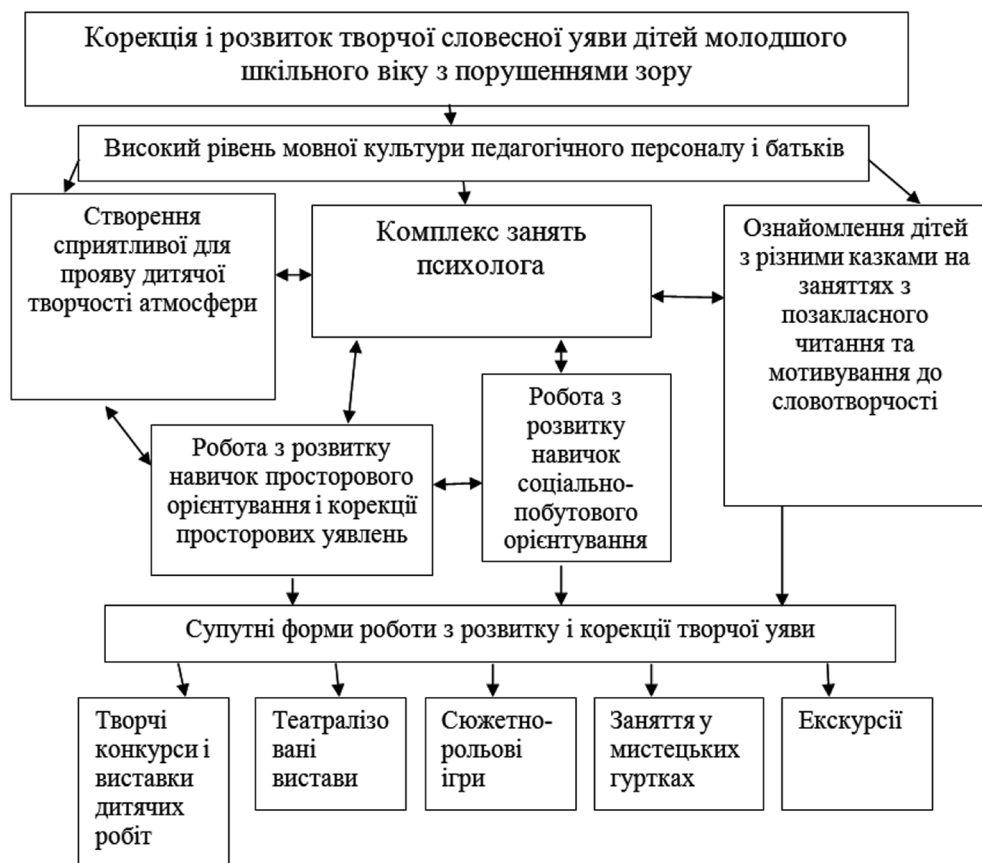 Корекція і розвиток творчої словесної уяви дітей молодшого
шкільного віку з порушеннями зору
Високий рівень мовної культури педагогічного персоналу і батьків
Створення
сприятливої для
прояву дитячої
творчості атмосфери
Комплекс занять
психолога
Ознайомлення дітей
з різними казками на
заняттях з
позакласного
читання та
мотивування до
словотворчості
Робота з розвитку
навичок просторового
орієнтування і корекції
просторових уявлень
Робота з
розвитку
навичок
соціально-
побутового
орієнтування
Супутні форми роботи з розвитку і корекції творчої уяви
Творчі
конкурси і
виставки
дитячих
робіт
Театралізо
вані
вистави
Сюжетно-
рольові
ігри
Заняття у
мистецьких
гуртках
Екскурсії